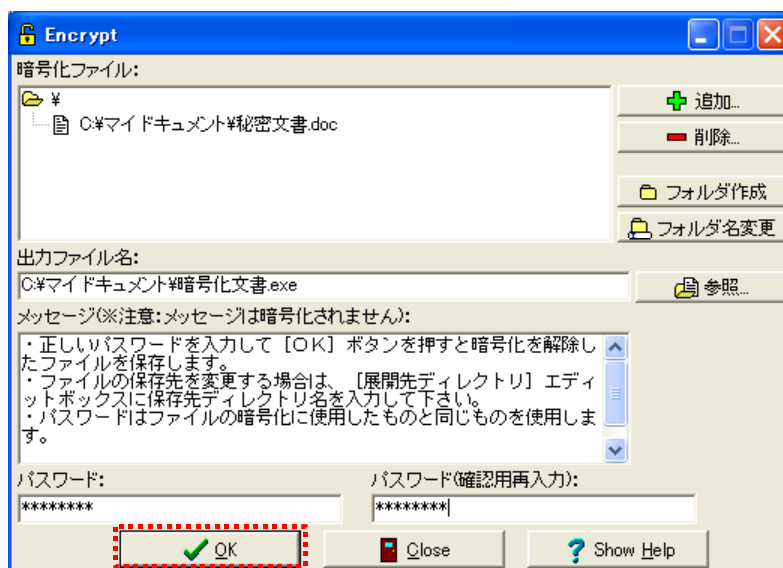 Encrypt
暗号化ファイル:
¥
C:¥マイドキュメント¥秘密文書.doc
追加...
削除...
フォルダ作成
フォルダ名変更
出力ファイル名:
C:¥マイドキュメント¥暗号化文書.exe
参照...
メッセージ(※注意:メッセージは暗号化されません):
・正しいパスワードを入力して［OK］ボタンを押すと暗号化を解除し
たファイルを保存します。
・ファイルの保存先を変更する場合は、［展開先ディレクトリ］エディ
ットボックスに保存先ディレクトリ名を入力して下さい。
・パスワードはファイルの暗号化に使用したものと同じものを使用しま
す。
パスワード:
パスワード(確認用再入力):
********
********
OK
Close
Show Help